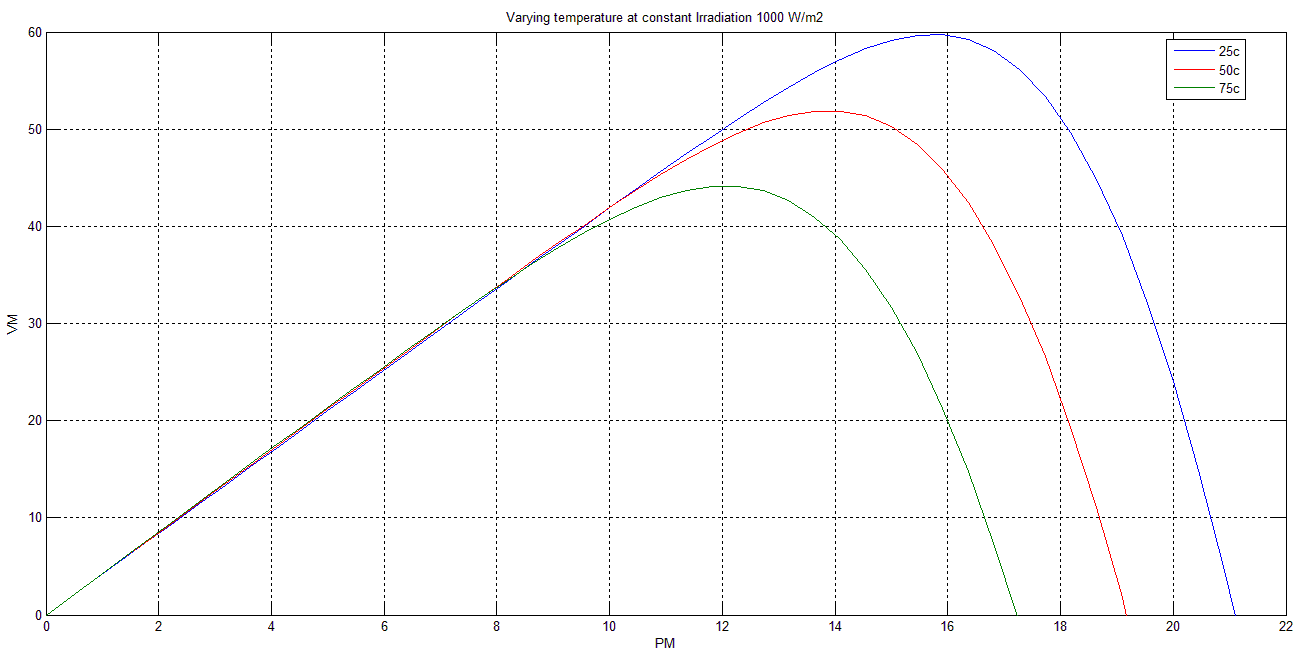 Varying temperature at constant Irradiation 1000 W/m2
25c
50c
75c
60
50
40
30
20
10
0
VM
0 2 4 6 8 10 12 14 16 18 20 22
PM